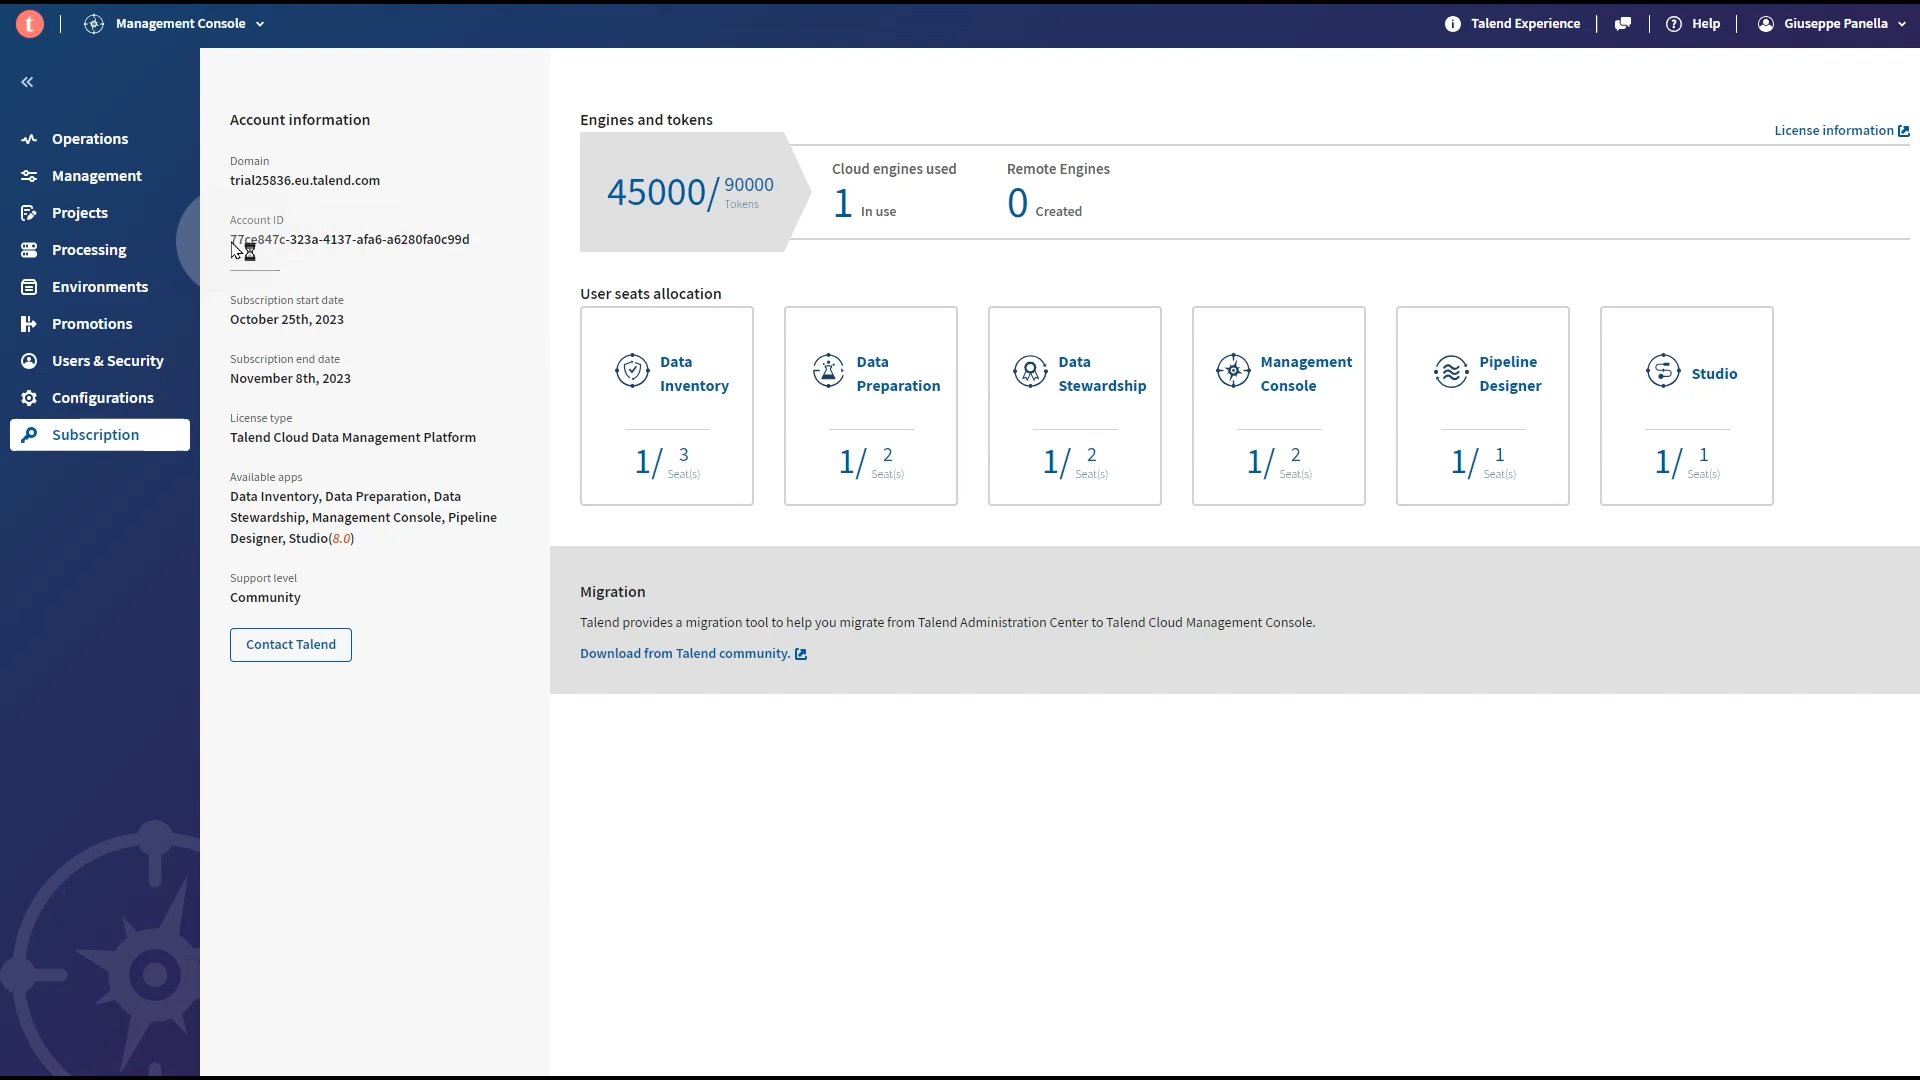 t
Management Console
Talend Experience
Help
Giuseppe Panella
Operations
Management
Projects
Processing
Environments
Promotions
Users & Security
Configurations
Subscription
Account information
Domain
trial25836.eu.talend.com
Account ID
77ce847c-323a-4137-afa6-a6280fa0c99d
Subscription start date
October 25th, 2023
Subscription end date
November 8th, 2023
License type
Talend Cloud Data Management Platform
Available apps
Data Inventory, Data Preparation, Data
Stewardship, Management Console, Pipeline
Designer, Studio(8.0)
Support level
Community
Contact Talend
Engines and tokens
License information
45000/ 90000
Tokens
Cloud engines used
1 In use
Remote Engines
0 Created
User seats allocation
Data
Inventory
1/ 3
Seat(s)
Data
Preparation
1/ 2
Seat(s)
Data
Stewardship
1/ 2
Seat(s)
Management
Console
1/ 2
Seat(s)
Pipeline
Designer
1/ 1
Seat(s)
Studio
1/ 1
Seat(s)
Migration
Talend provides a migration tool to help you migrate from Talend Administration Center to Talend Cloud Management Console.
Download from Talend community.